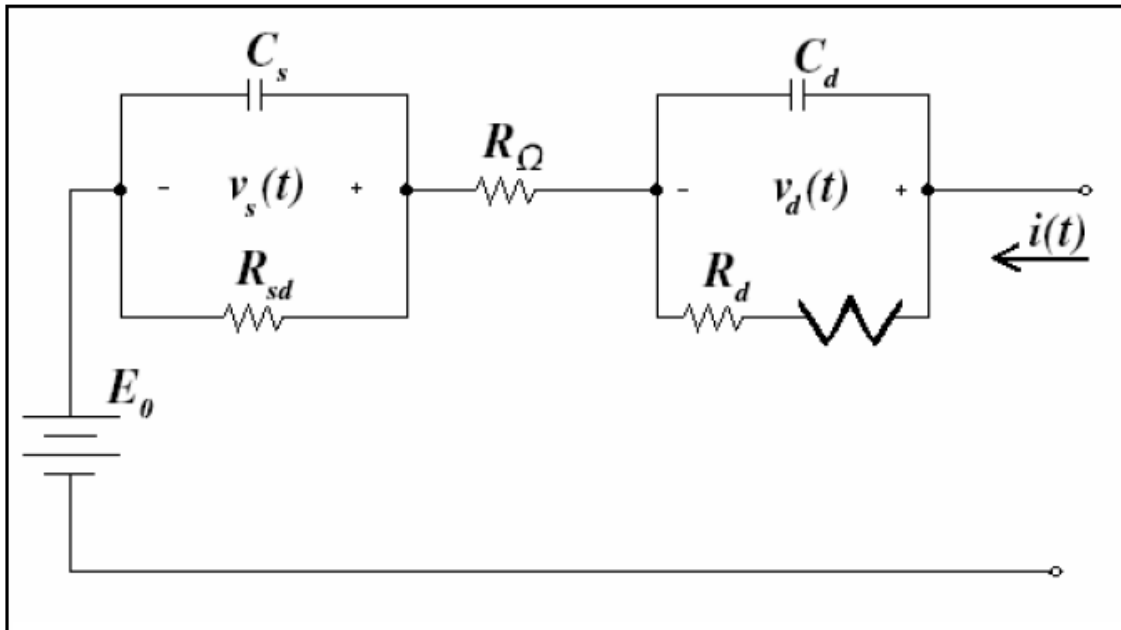 C_s
C_d
R_Ω
- v_s(t) +
- v_d(t) +
i(t)
R_sd
R_d
E_0